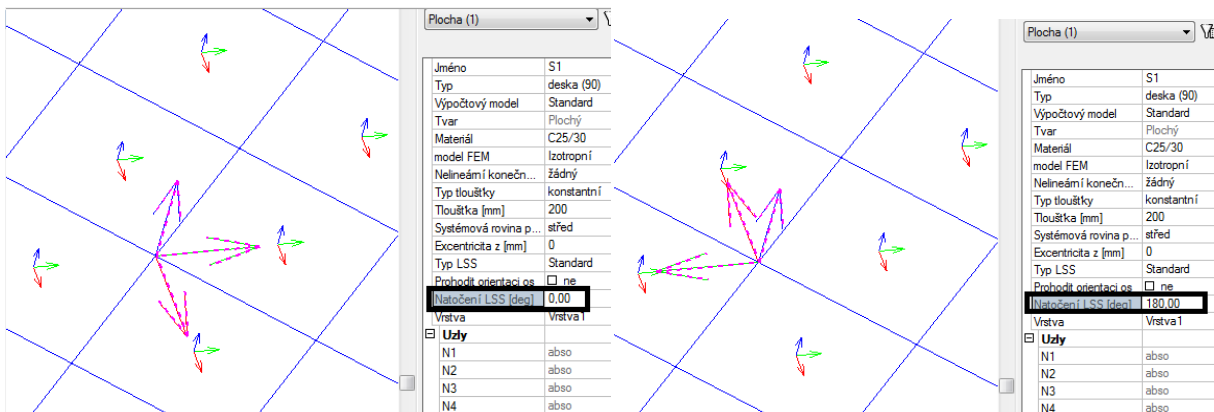 Plocha (1)
Jméno S1
Typ deska (90)
Výpočtový model Standard
Tvar Plochý
Materiál C25/30
model FEM Izotropní
Nelineární konečn... žádný
Typ tloušťky konstantní
Tloušťka [mm] 200
Systémová rovina p... střed
Excentricita z [mm] 0
Typ LSS Standard
Prohodit orientaci os ne
Natočení LSS [deg] 0,00
Vrstva Vrstva1
Uzly
N1 abso
N2 abso
N3 abso
N4 abso
Plocha (1)
Jméno S1
Typ deska (90)
Výpočtový model Standard
Tvar Plochý
Materiál C25/30
model FEM Izotropní
Nelineární konečn... žádný
Typ tloušťky konstantní
Tloušťka [mm] 200
Systémová rovina p... střed
Excentricita z [mm] 0
Typ LSS Standard
Prohodit orientaci os ne
Natočení LSS [deg] 180,00
Vrstva Vrstva1
Uzly
N1 abso
N2 abso
N3 abso
N4 abso